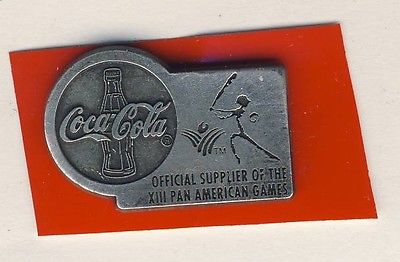 Coca-Cola
TM
OFFICIAL SUPPLIER OF THE
XIII PAN AMERICAN GAMES